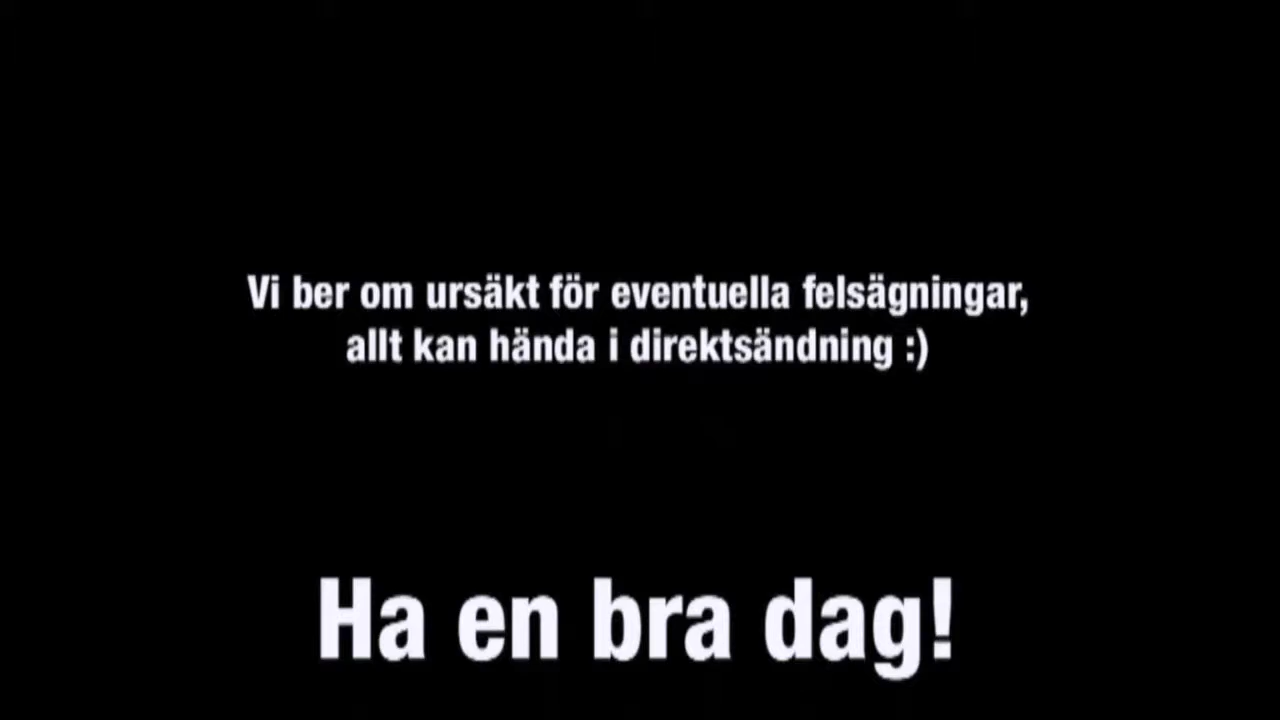 Vi ber om ursäkt för eventuella felsägningar,
allt kan hända i direktsändning :)
Ha en bra dag!